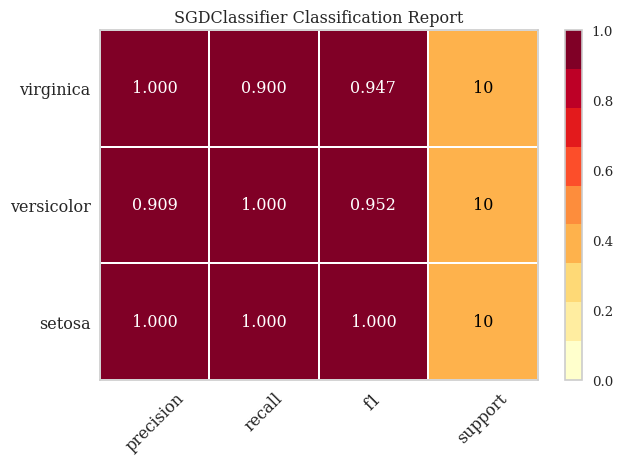 SGDClassifier Classification Report
virginica 1.000 0.900 0.947 10
versicolor 0.909 1.000 0.952 10
setosa 1.000 1.000 1.000 10
precision recall f1 support
1.0
0.8
0.6
0.4
0.2
0.0